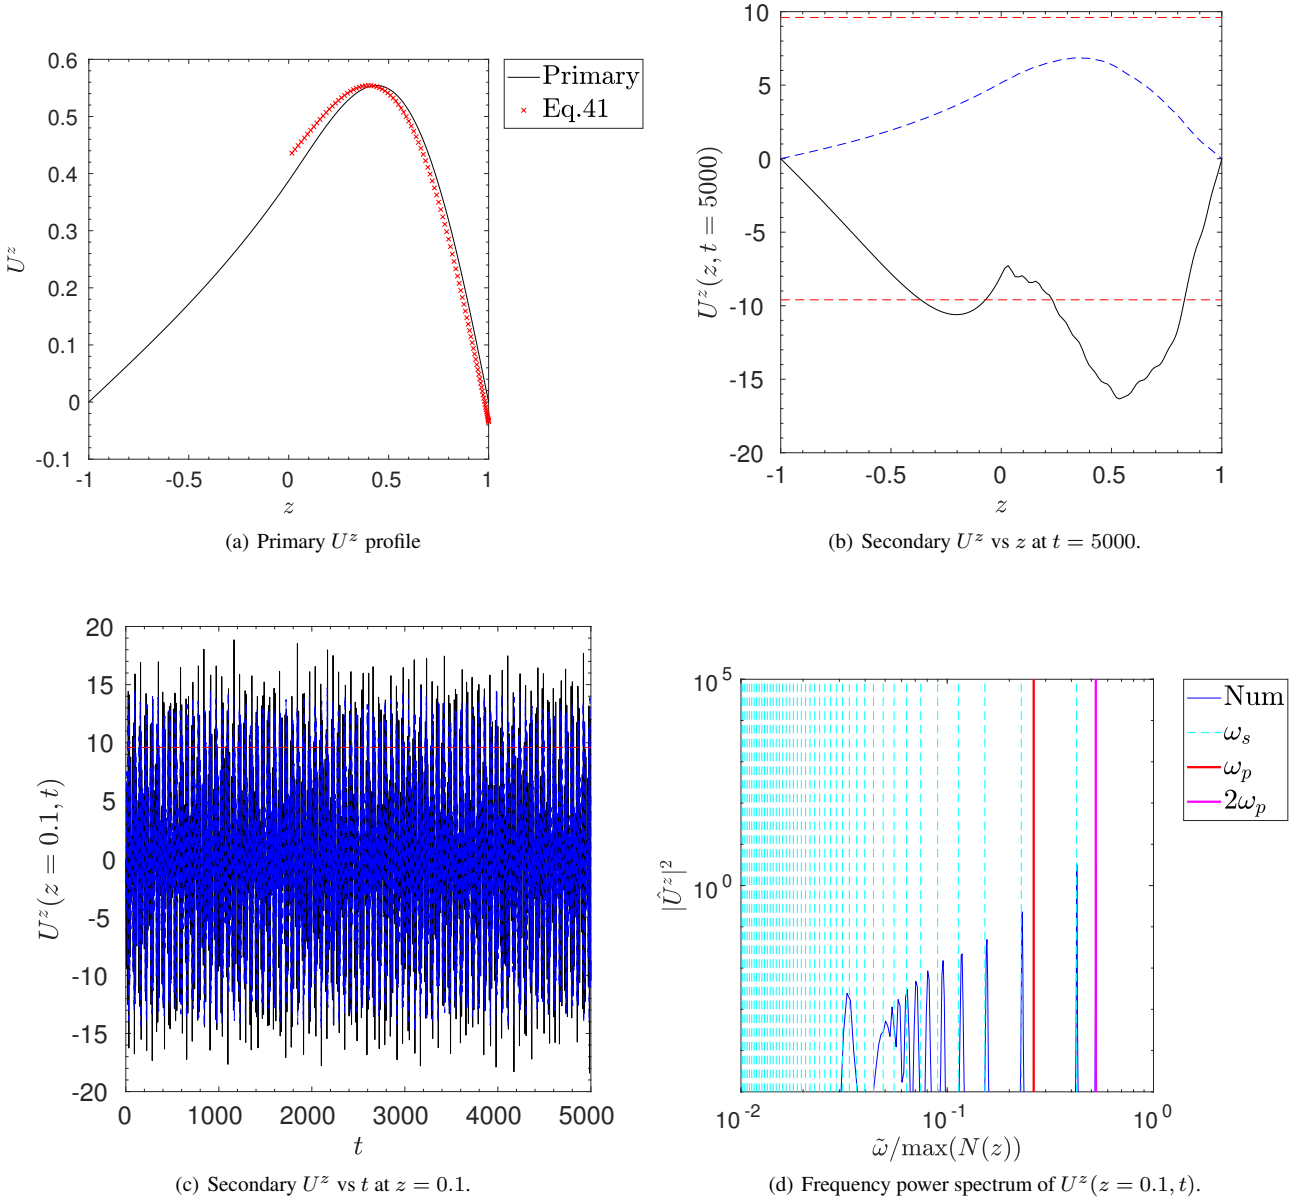 0.6
0.5
0.4
0.3
0.2
0.1
0
-0.1
U^z
-1
-0.5
0
0.5
1
z
Primary
Eq.41
(a) Primary U^z profile
10
5
0
-5
-10
-15
-20
U^z(z, t = 5000)
-1
-0.5
0
0.5
1
z
(b) Secondary U^z vs z at t = 5000.
20
15
10
5
0
-5
-10
-15
-20
U^z(z = 0.1, t)
0
1000
2000
3000
4000
5000
t
(c) Secondary U^z vs t at z = 0.1.
10^5
10^0
|Û^z|^2
10^-2
10^-1
10^0
ω̃/max(N(z))
Num
ω_s
ω_p
2ω_p
(d) Frequency power spectrum of U^z(z = 0.1, t).